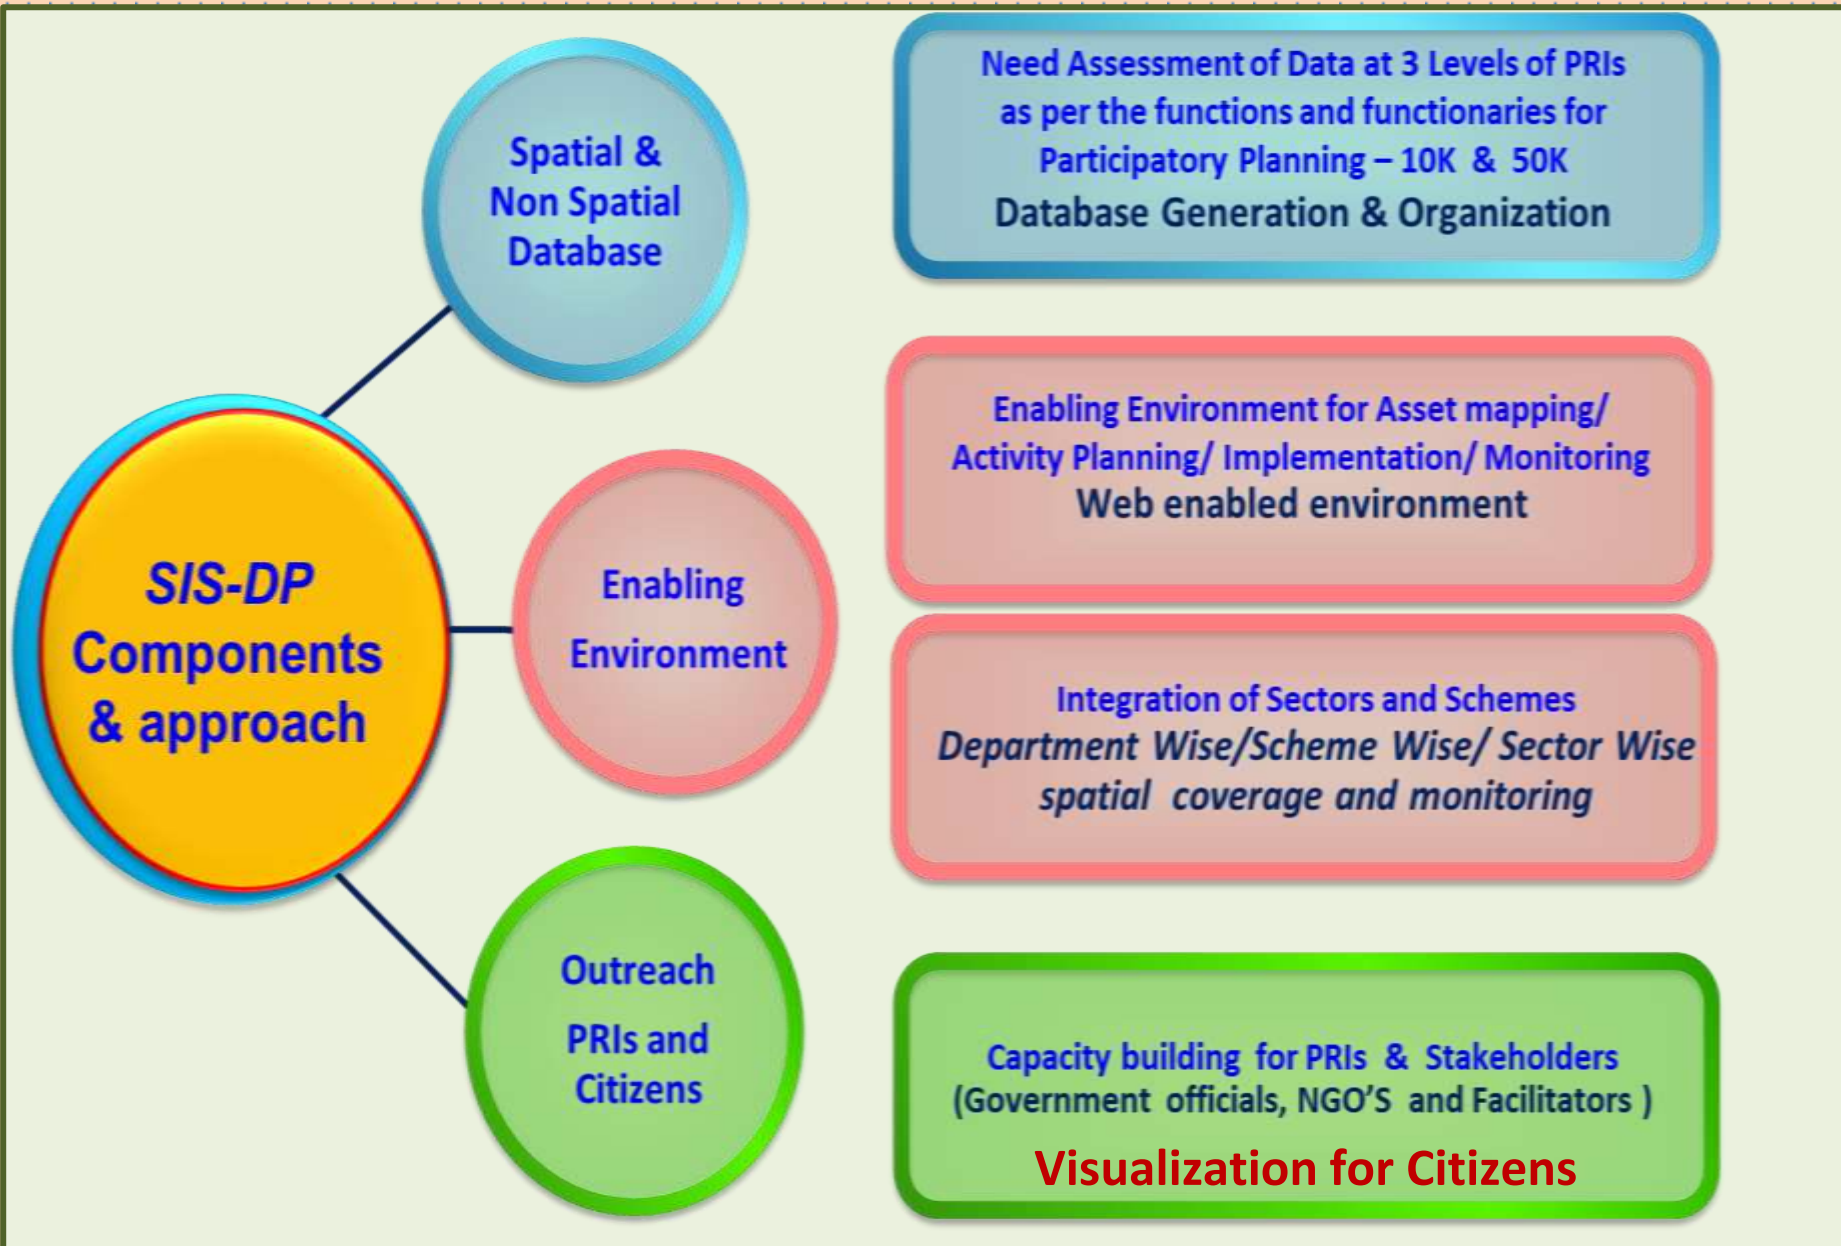 SIS-DP
Components
& approach
Spatial &
Non Spatial
Database
Need Assessment of Data at 3 Levels of PRIs
as per the functions and functionaries for
Participatory Planning – 10K & 50K
Database Generation & Organization
Enabling
Environment
Enabling Environment for Asset mapping/
Activity Planning/ Implementation/ Monitoring
Web enabled environment
Integration of Sectors and Schemes
Department Wise/Scheme Wise/ Sector Wise
spatial coverage and monitoring
Outreach
PRIs and
Citizens
Capacity building for PRIs & Stakeholders
(Government officials, NGO'S and Facilitators )
Visualization for Citizens